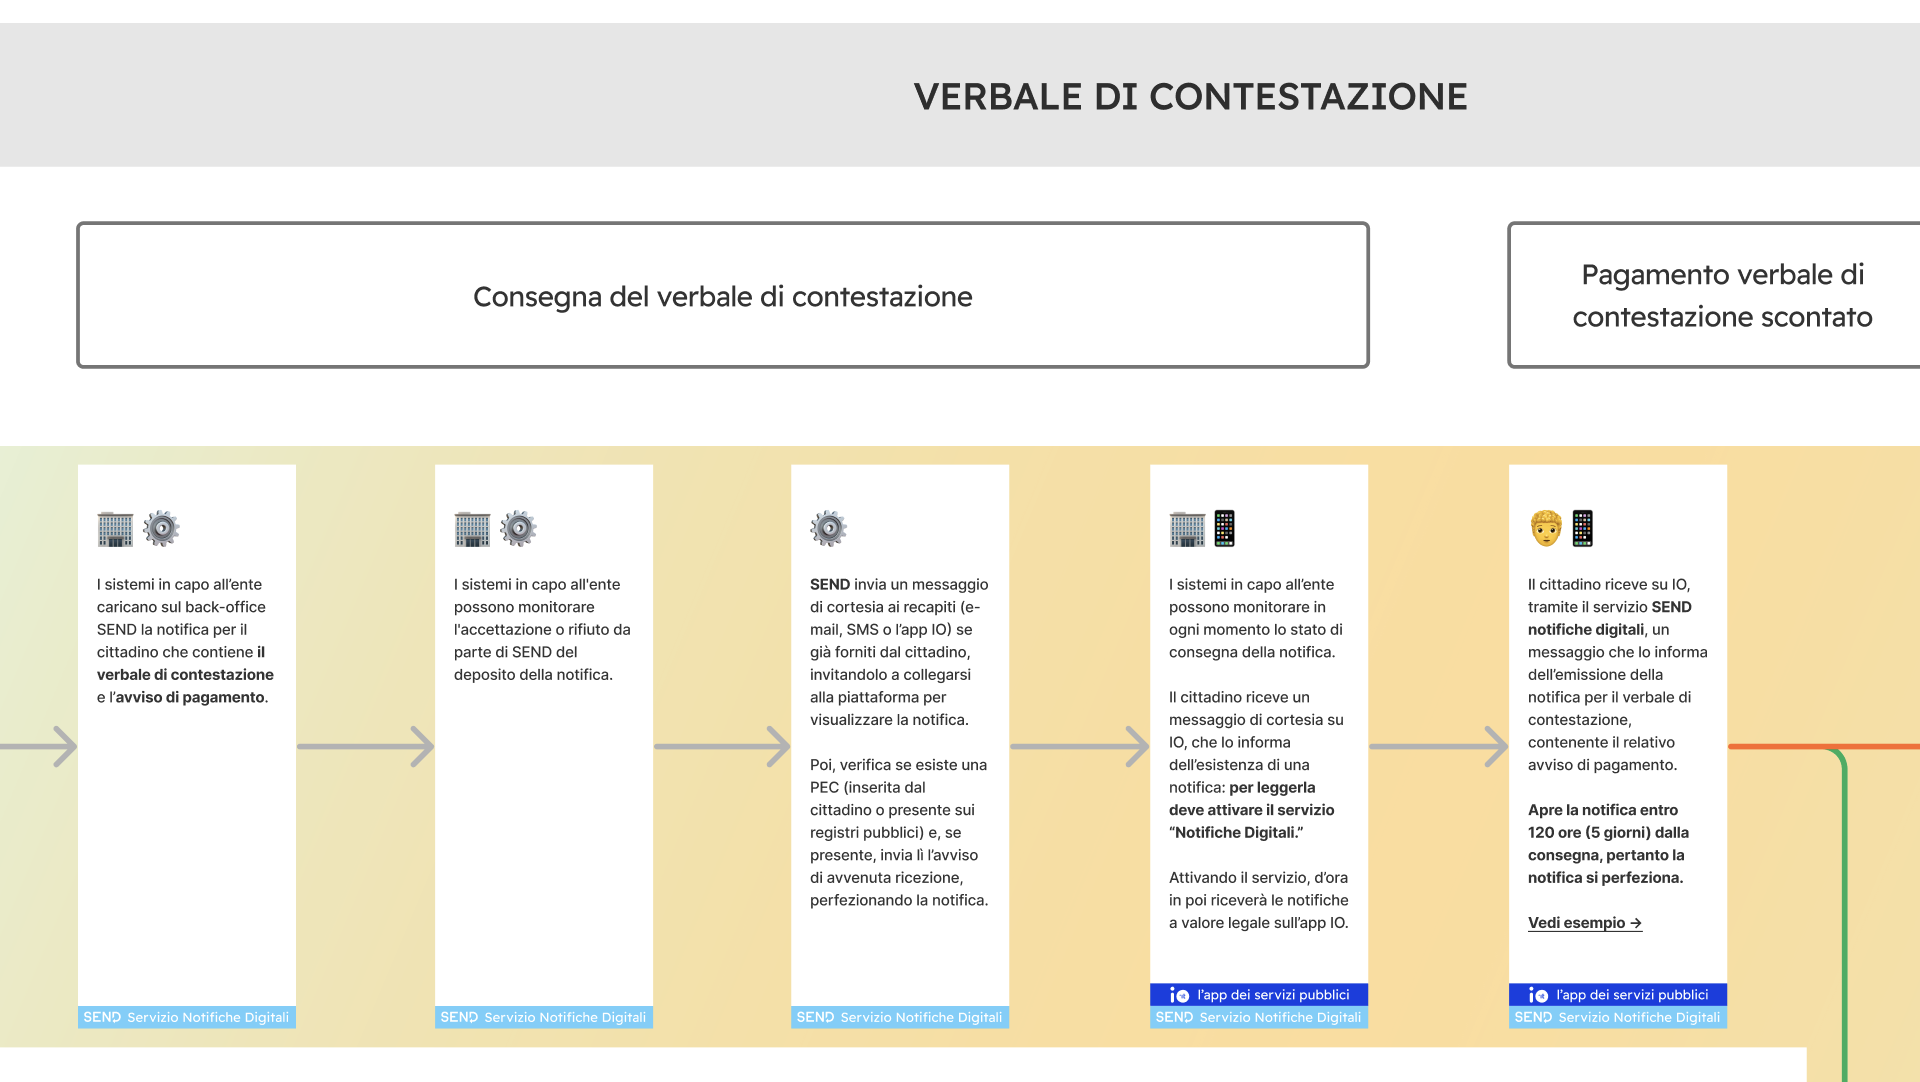 VERBALE DI CONTESTAZIONE
Consegna del verbale di contestazione
Pagamento verbale di
contestazione scontato
I sistemi in capo all’ente
caricano sul back-office
SEND la notifica per il
cittadino che contiene il
verbale di contestazione
e l’avviso di pagamento.
SEND Servizio Notifiche Digitali
I sistemi in capo all'ente
possono monitorare
l'accettazione o rifiuto da
parte di SEND del
deposito della notifica.
SEND Servizio Notifiche Digitali
SEND invia un messaggio
di cortesia ai recapiti (e-
mail, SMS o l’app IO) se
già forniti dal cittadino,
invitandolo a collegarsi
alla piattaforma per
visualizzare la notifica.
Poi, verifica se esiste una
PEC (inserita dal
cittadino o presente sui
registri pubblici) e, se
presente, invia lì l’avviso
di avvenuta ricezione,
perfezionando la notifica.
SEND Servizio Notifiche Digitali
I sistemi in capo all’ente
possono monitorare in
ogni momento lo stato di
consegna della notifica.
Il cittadino riceve un
messaggio di cortesia su
IO, che lo informa
dell’esistenza di una
notifica: per leggerla
deve attivare il servizio
“Notifiche Digitali.”
Attivando il servizio, d’ora
in poi riceverà le notifiche
a valore legale sull’app IO.
io l’app dei servizi pubblici
SEND Servizio Notifiche Digitali
Il cittadino riceve su IO,
tramite il servizio SEND
notifiche digitali, un
messaggio che lo informa
dell’emissione della
notifica per il verbale di
contestazione,
contenente il relativo
avviso di pagamento.
Apre la notifica entro
120 ore (5 giorni) dalla
consegna, pertanto la
notifica si perfeziona.
Vedi esempio →
io l’app dei servizi pubblici
SEND Servizio Notifiche Digitali